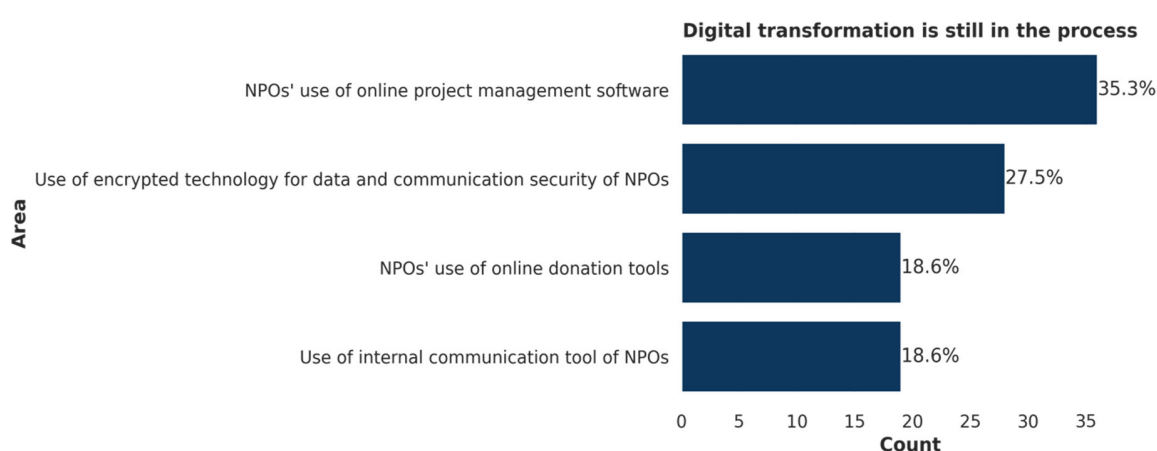 Digital transformation is still in the process
NPOs' use of online project management software
35.3%
Use of encrypted technology for data and communication security of NPOs
27.5%
Area
NPOs' use of online donation tools
18.6%
Use of internal communication tool of NPOs
18.6%
0 5 10 15 20 25 30 35
Count